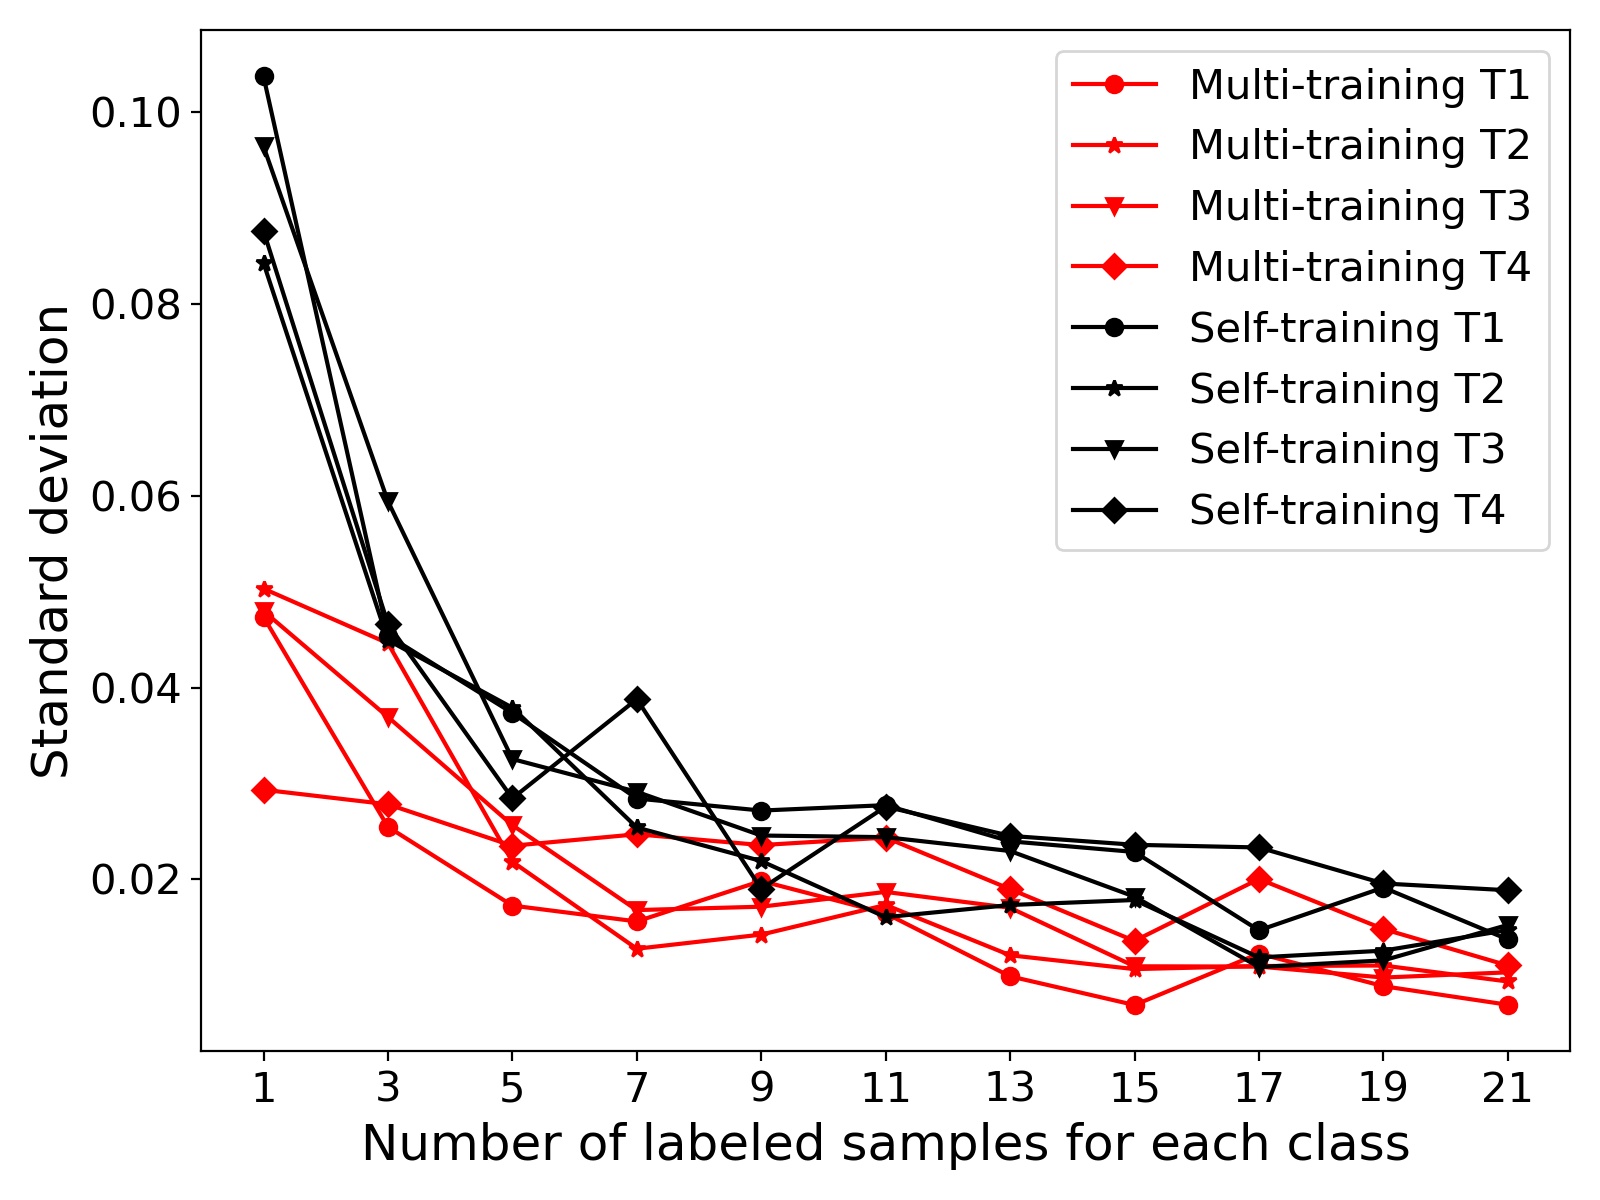 Standard deviation
0.10
0.08
0.06
0.04
0.02
Multi-training T1
Multi-training T2
Multi-training T3
Multi-training T4
Self-training T1
Self-training T2
Self-training T3
Self-training T4
1 3 5 7 9 11 13 15 17 19 21
Number of labeled samples for each class